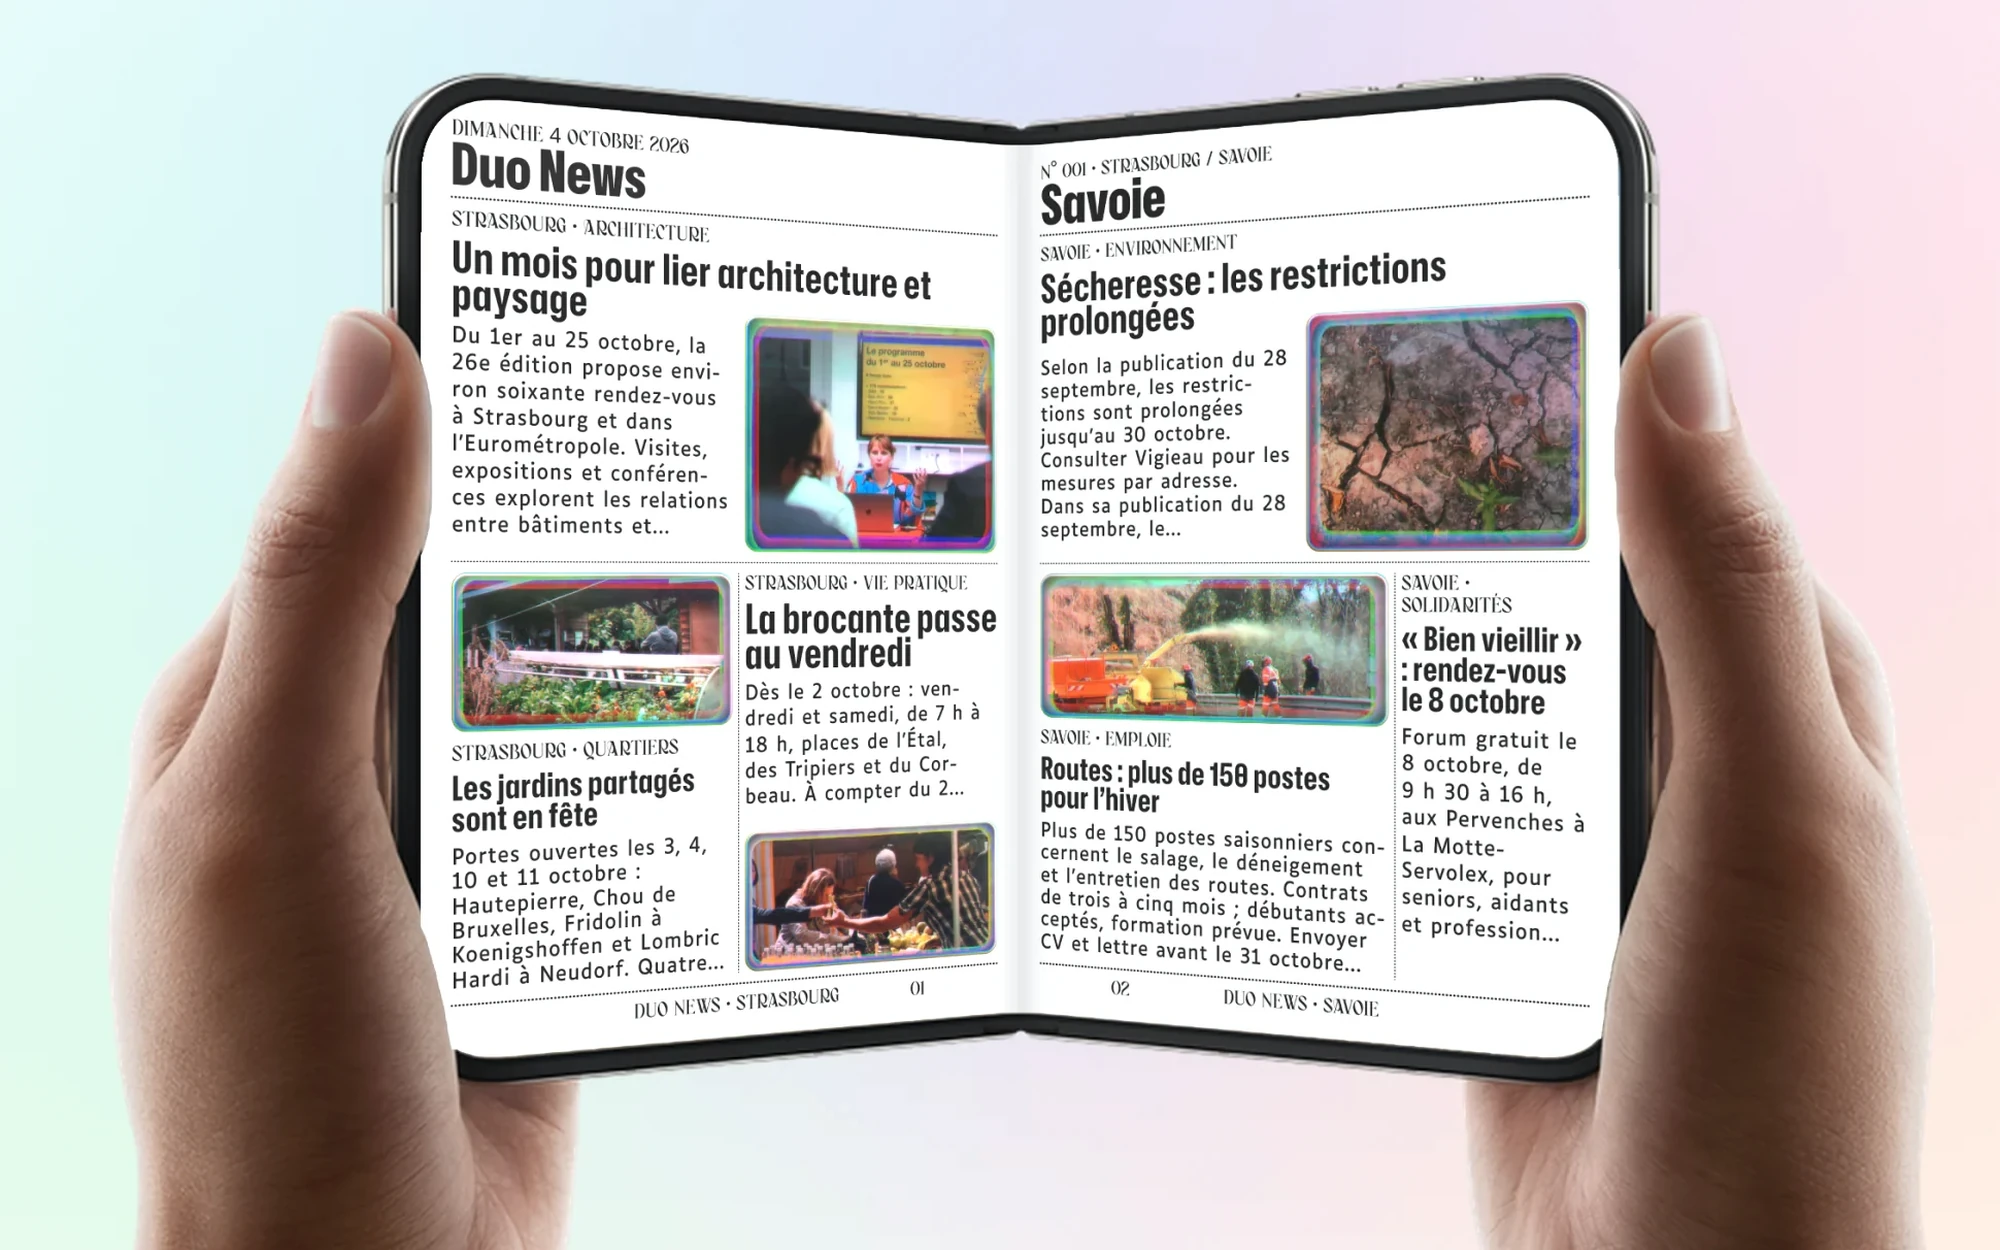 DIMANCHE 4 OCTOBRE 2026
Duo News
STRASBOURG · ARCHITECTURE
Un mois pour lier architecture et
paysage
Du 1er au 25 octobre, la
26e édition propose envi-
ron soixante rendez-vous
à Strasbourg et dans
l'Eurométropole. Visites,
expositions et conféren-
ces explorent les relations
entre bâtiments et...
Le programme
du 1er au 25 octobre
STRASBOURG · QUARTIERS
Les jardins partagés
sont en fête
Portes ouvertes les 3, 4,
10 et 11 octobre :
Hautepierre, Chou de
Bruxelles, Fridolin à
Koenigshoffen et Lombric
Hardi à Neudorf. Quatre...
STRASBOURG · VIE PRATIQUE
La brocante passe
au vendredi
Dès le 2 octobre : ven-
dredi et samedi, de 7 h à
18 h, places de l'Étal,
des Tripiers et du Cor-
beau. À compter du 2...
DUO NEWS · STRASBOURG
01
N° 001 · STRASBOURG / SAVOIE
Savoie
SAVOIE · ENVIRONNEMENT
Sécheresse : les restrictions
prolongées
Selon la publication du 28
septembre, les restric-
tions sont prolongées
jusqu'au 30 octobre.
Consulter Vigieau pour les
mesures par adresse.
Dans sa publication du 28
septembre, le...
SAVOIE · EMPLOIE
Routes : plus de 150 postes
pour l'hiver
Plus de 150 postes saisonniers con-
cernent le salage, le déneigement
et l'entretien des routes. Contrats
de trois à cinq mois ; débutants ac-
ceptés, formation prévue. Envoyer
CV et lettre avant le 31 octobre...
SAVOIE ·
SOLIDARITÉS
« Bien vieillir »
: rendez-vous
le 8 octobre
Forum gratuit le
8 octobre, de
9 h 30 à 16 h,
aux Pervenches à
La Motte-
Servolex, pour
seniors, aidants
et profession...
02
DUO NEWS · SAVOIE